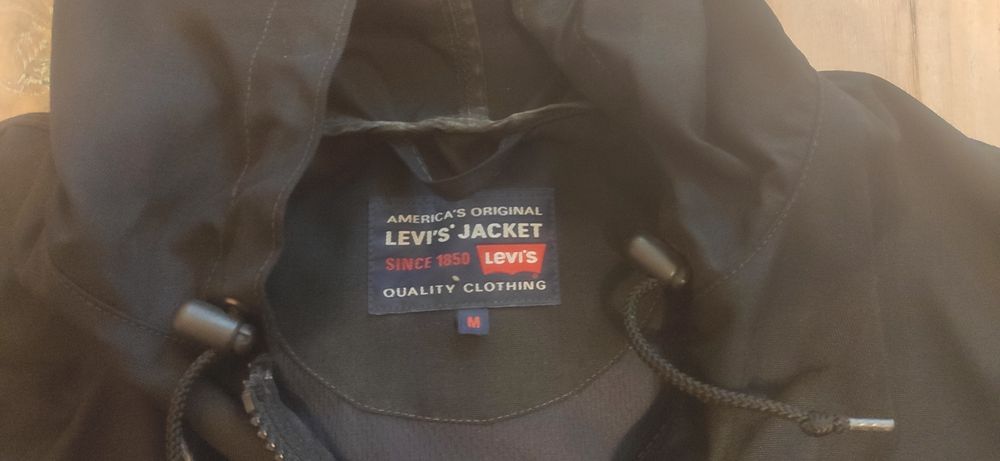 AMERICA'S ORIGINAL
LEVI'S® JACKET
SINCE 1850 LEVI'S
QUALITY CLOTHING
M